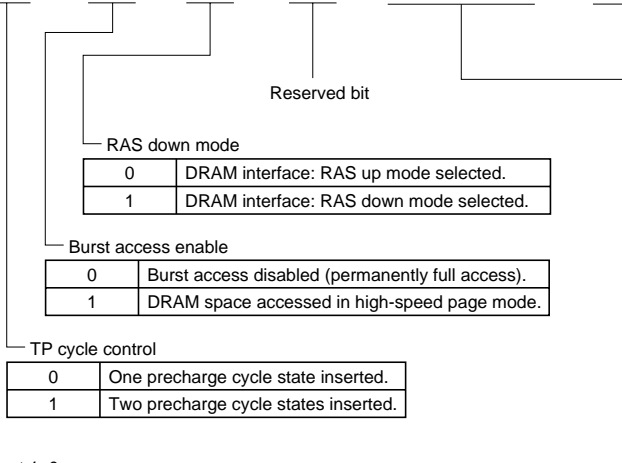 Reserved bit
RAS down mode
0 DRAM interface: RAS up mode selected.
1 DRAM interface: RAS down mode selected.
Burst access enable
0 Burst access disabled (permanently full access).
1 DRAM space accessed in high-speed page mode.
TP cycle control
0 One precharge cycle state inserted.
1 Two precharge cycle states inserted.